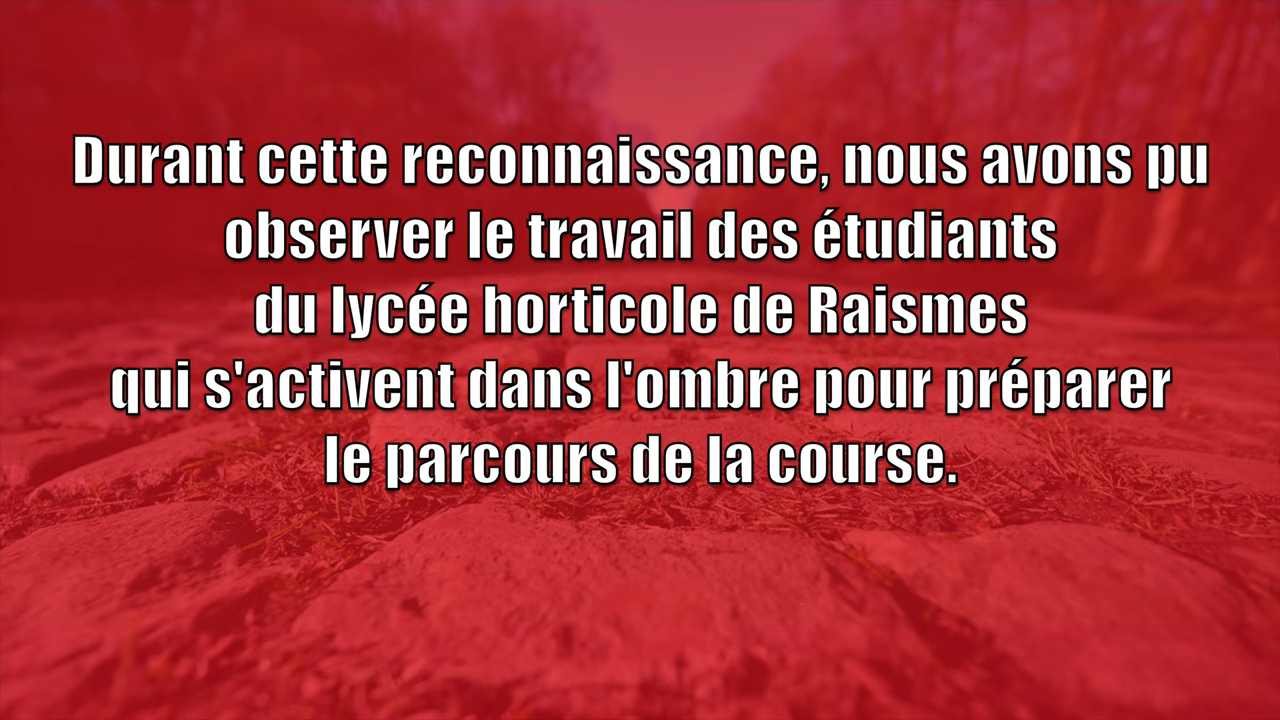 Durant cette reconnaissance, nous avons pu
observer le travail des étudiants
du lycée horticole de Raismes
qui s'activent dans l'ombre pour préparer
le parcours de la course.